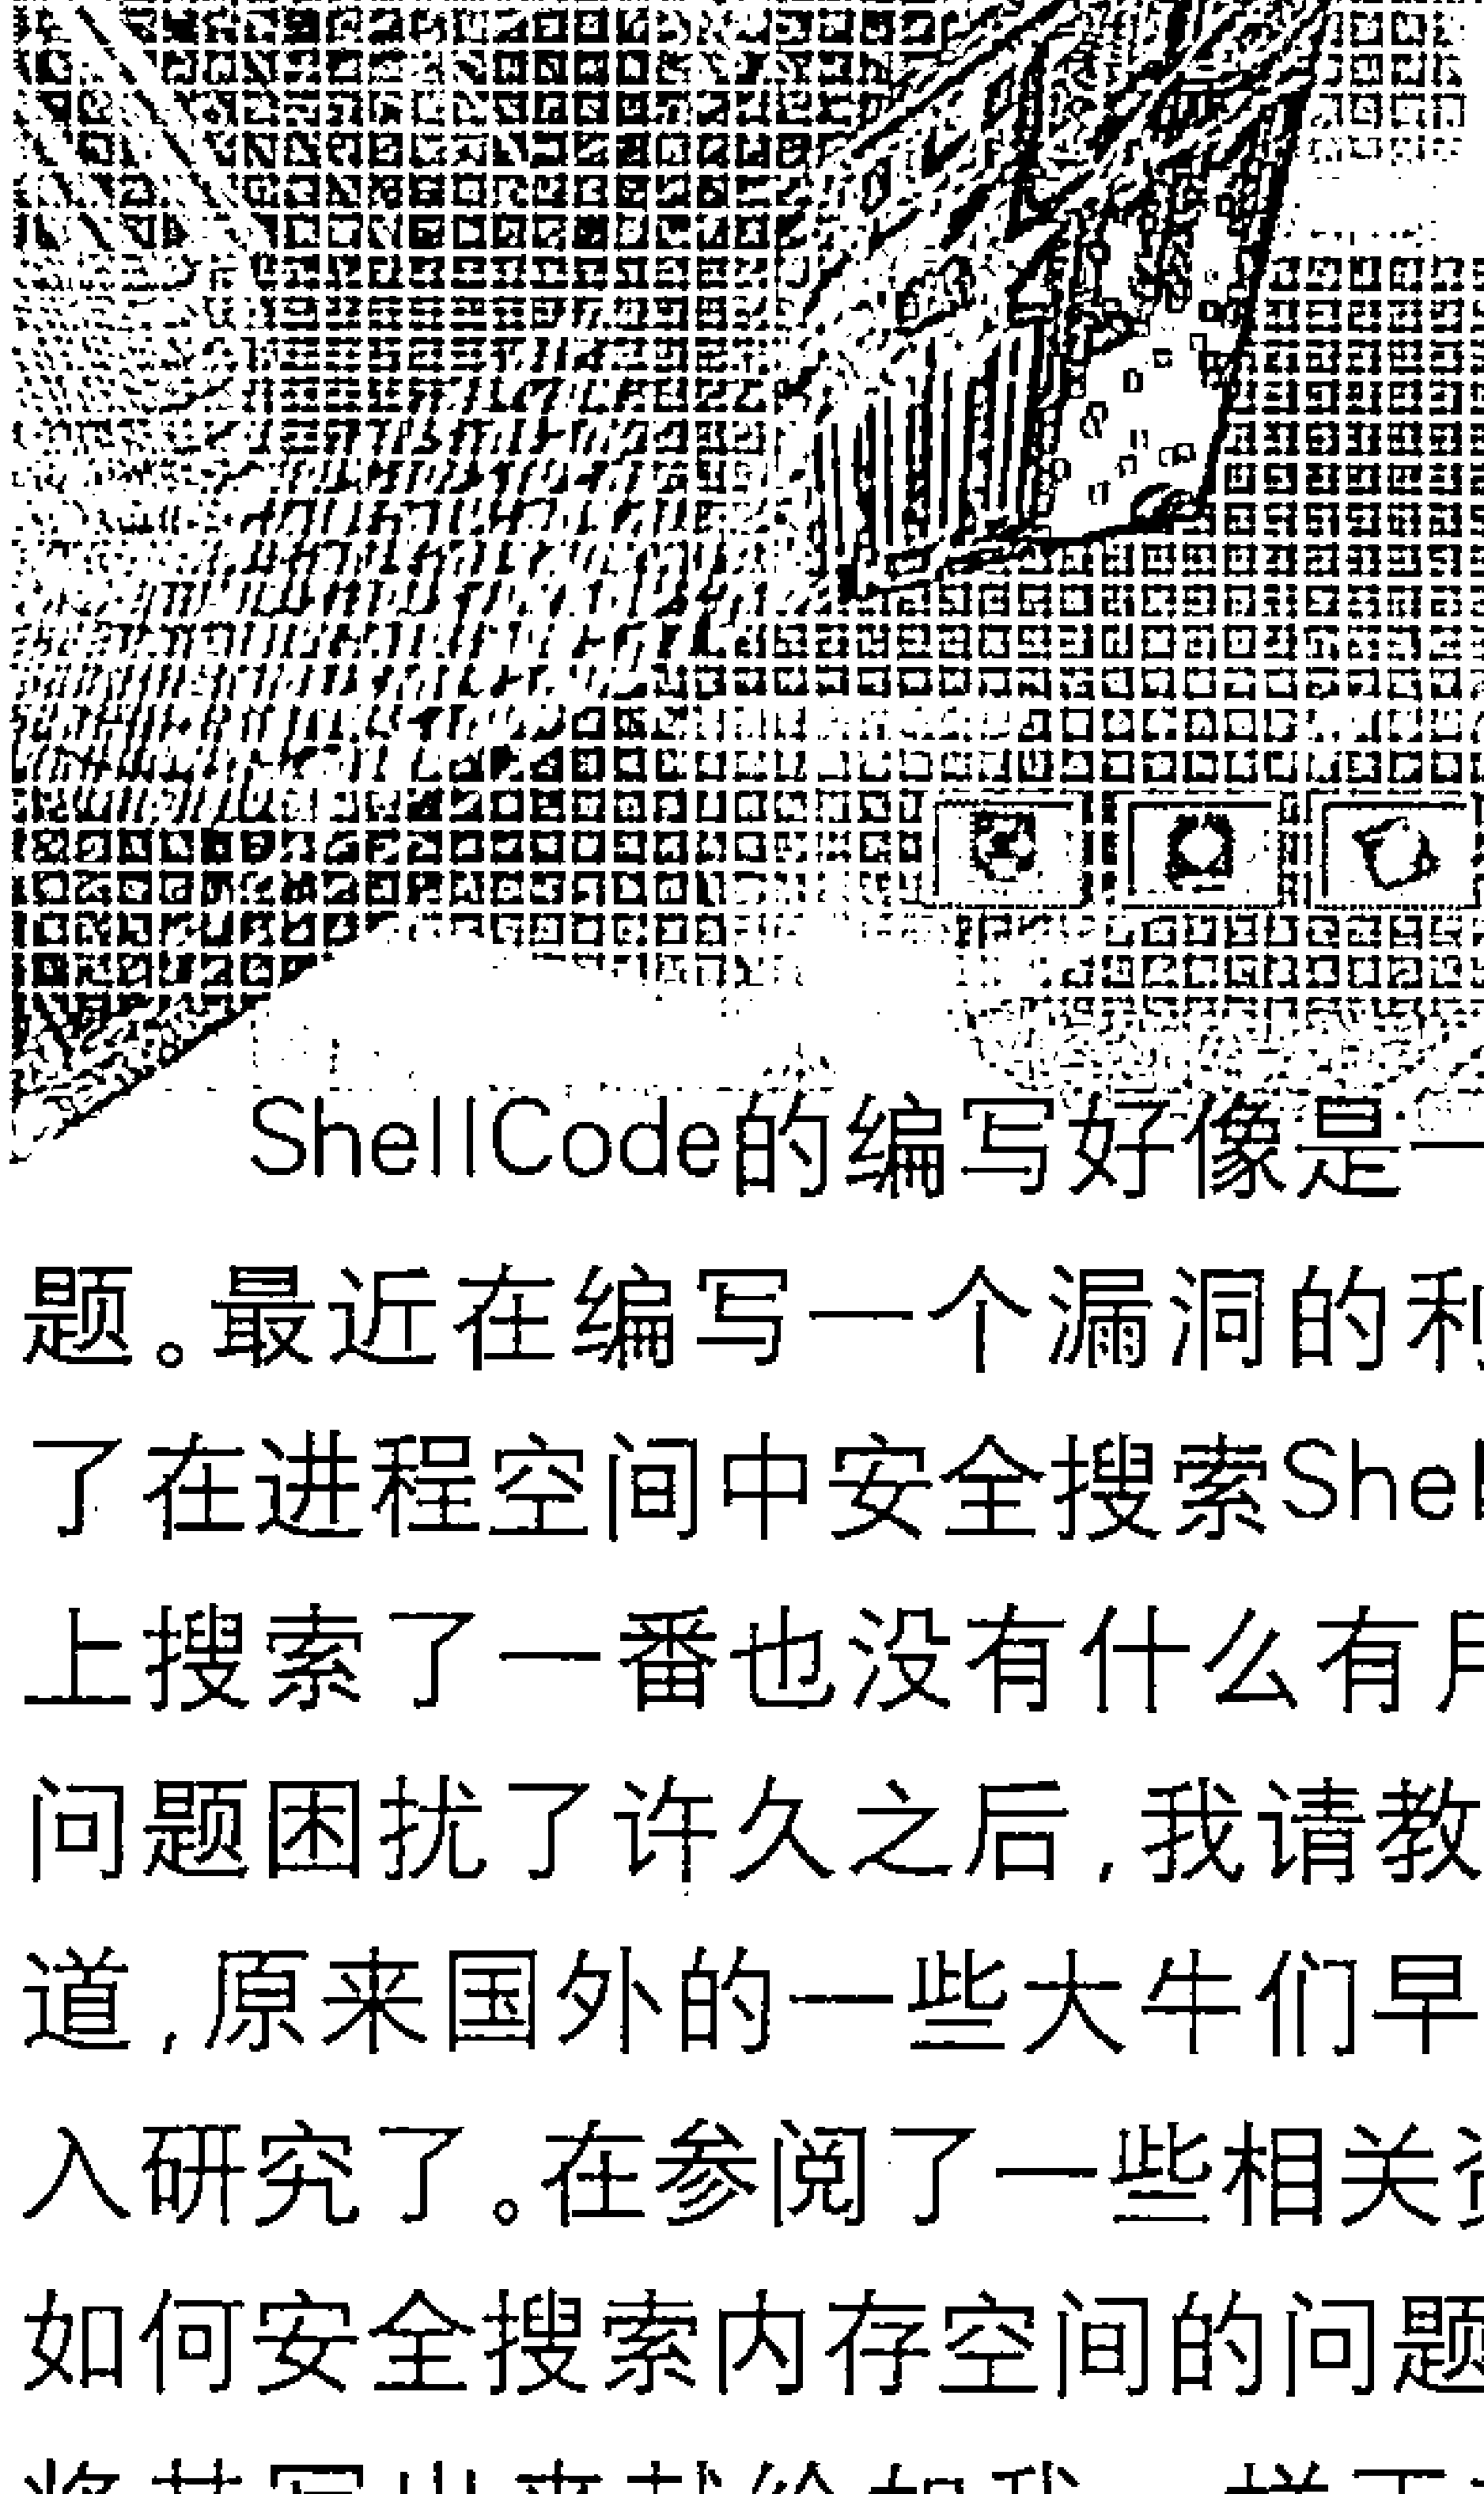 ShellCode的编写好像是一
题。最近在编写一个漏洞的利
了在进程空间中安全搜索Shel
上搜索了一番也没有什么有
问题困扰了许久之后,我请教
道,原来国外的一些大牛们早
入研究了。在参阅了一些相关
如何安全搜索内存空间的问题